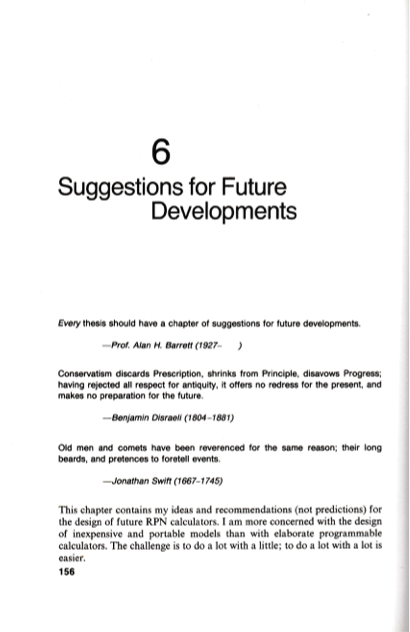 6
Suggestions for Future
Developments
Every thesis should have a chapter of suggestions for future developments.
—Prof. Alan H. Barrett (1927– )
Conservatism discards Prescription, shrinks from Principle, disavows Progress;
having rejected all respect for antiquity, it offers no redress for the present, and
makes no preparation for the future.
—Benjamin Disraeli (1804–1881)
Old men and comets have been reverenced for the same reason; their long
beards, and pretences to foretell events.
—Jonathan Swift (1667–1745)
This chapter contains my ideas and recommendations (not predictions) for
the design of future RPN calculators. I am more concerned with the design
of inexpensive and portable models than with elaborate programmable
calculators. The challenge is to do a lot with a little; to do a lot with a lot is
easier.
156